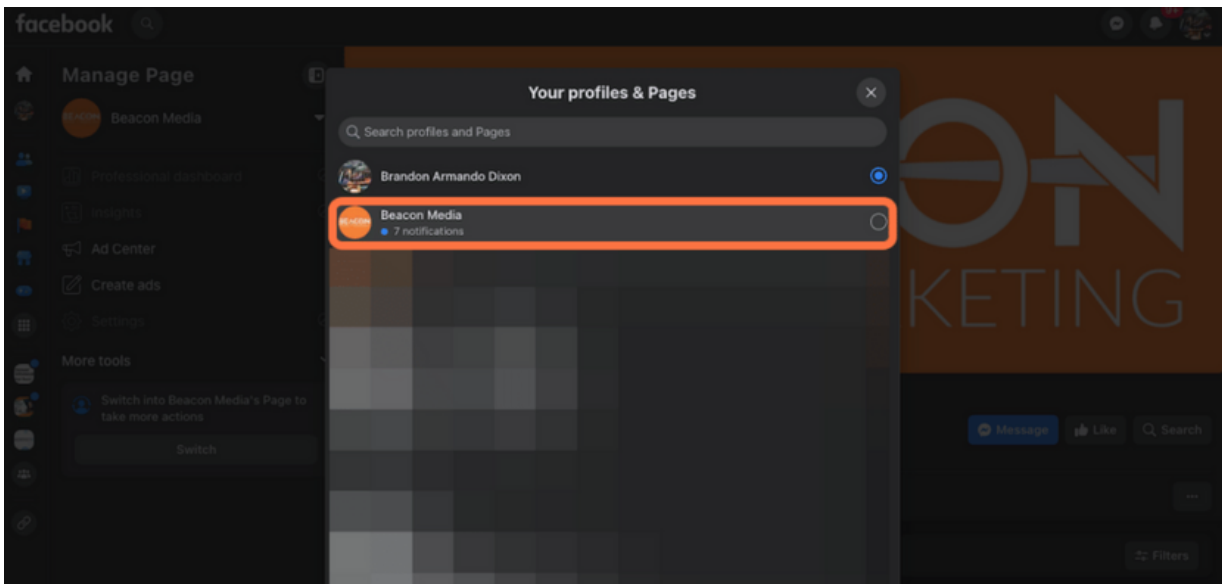 facebook
Manage Page
Beacon Media
Professional dashboard
Insights
Ad Center
Create ads
Settings
More tools
Switch into Beacon Media's Page to
take more actions
Switch
Your profiles & Pages
Search profiles and Pages
Brandon Armando Dixon
BEACON
Beacon Media
7 notifications
ON
KETING
Message
Like
Search
...
Filters